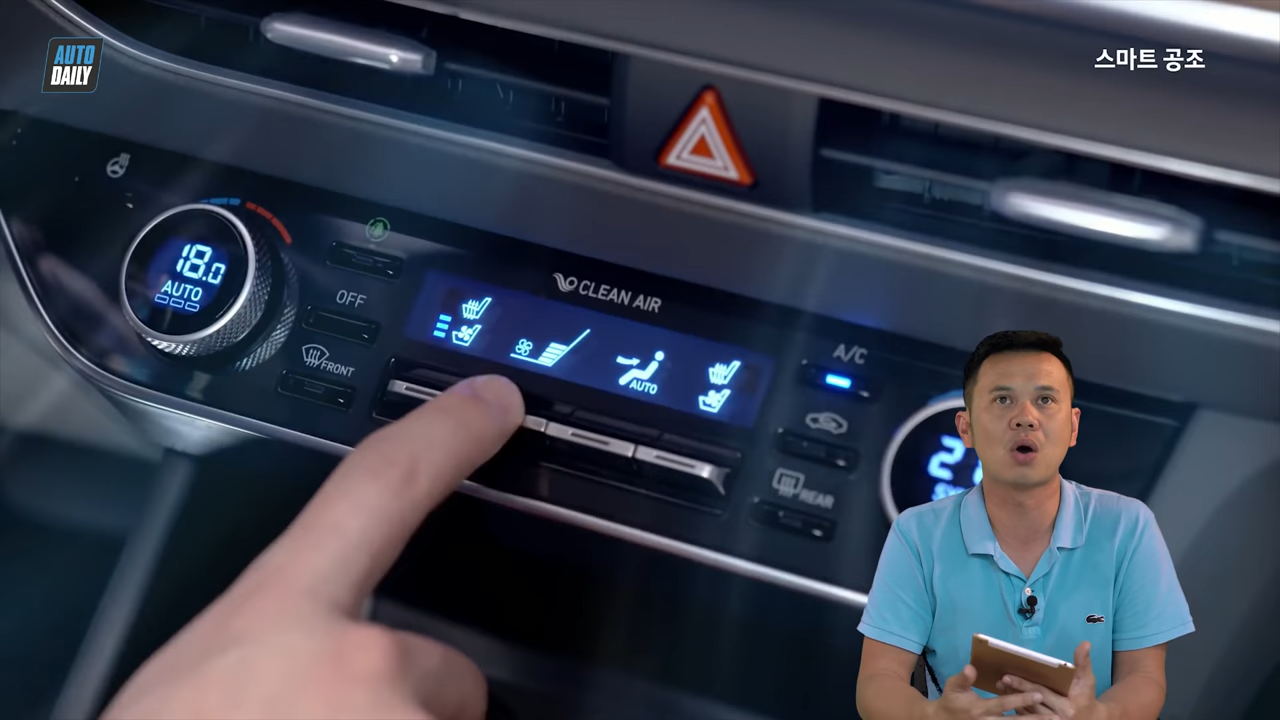 AUTO
DAILY
스마트 공조
18.0
AUTO
OFF
FRONT
CLEAN AIR
AUTO
A/C
REAR